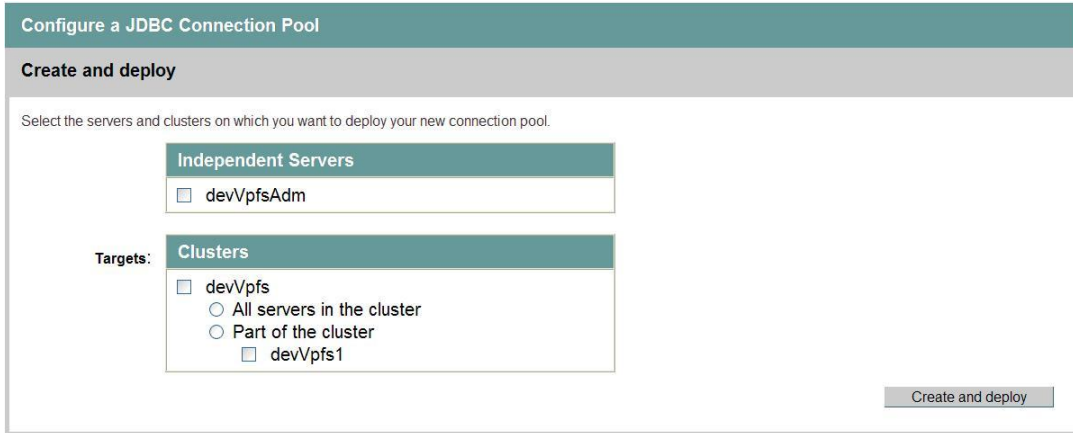 Configure a JDBC Connection Pool
Create and deploy
Select the servers and clusters on which you want to deploy your new connection pool.
Independent Servers
devVpfsAdm
Targets:
Clusters
devVpfs
All servers in the cluster
Part of the cluster
devVpfs1
Create and deploy